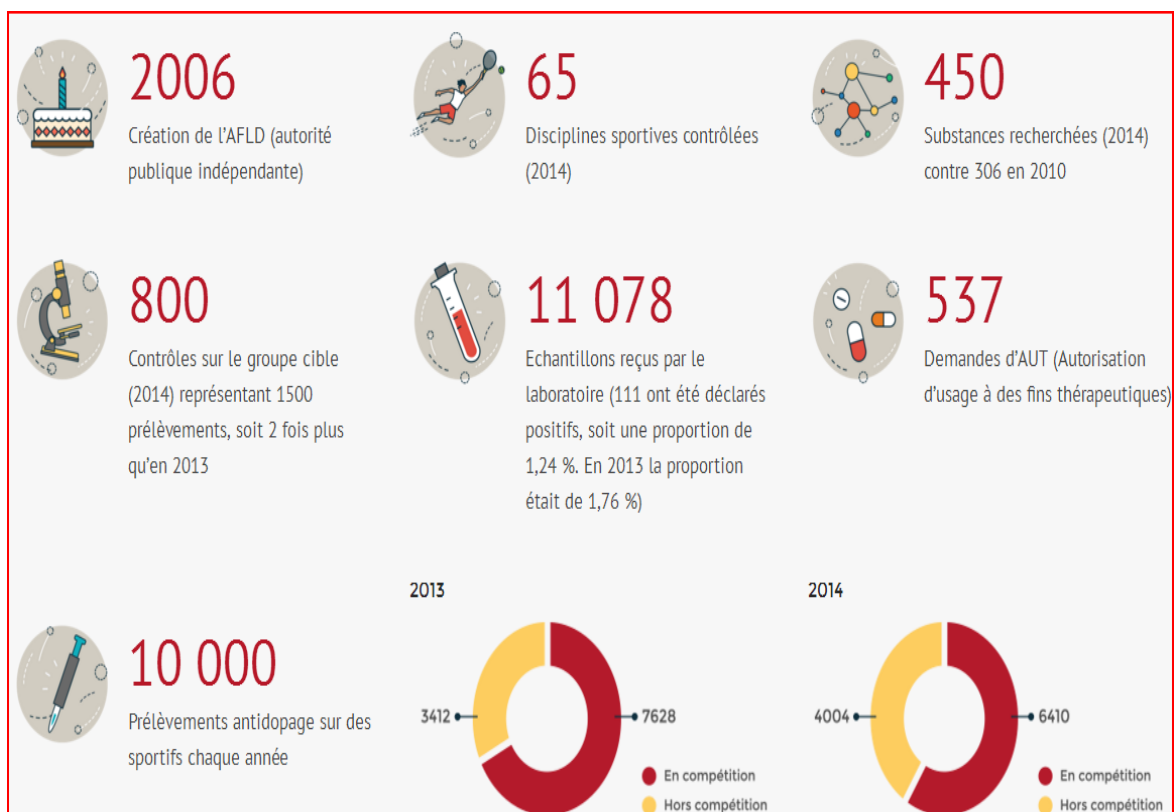 2006
Création de l'AFLD (autorité
publique indépendante)
65
Disciplines sportives contrôlées
(2014)
450
Substances recherchées (2014)
contre 306 en 2010
800
Contrôles sur le groupe cible
(2014) représentant 1500
prélèvements, soit 2 fois plus
qu'en 2013
11 078
Echantillons reçus par le
laboratoire (111 ont été déclarés
positifs, soit une proportion de
1,24 %. En 2013 la proportion
était de 1,76 %)
537
Demandes d'AUT (Autorisation
d'usage à des fins thérapeutiques)
10 000
Prélèvements antidopage sur des
sportifs chaque année
2013
3412
7628
En compétition
Hors compétition
2014
4004
6410
En compétition
Hors compétition